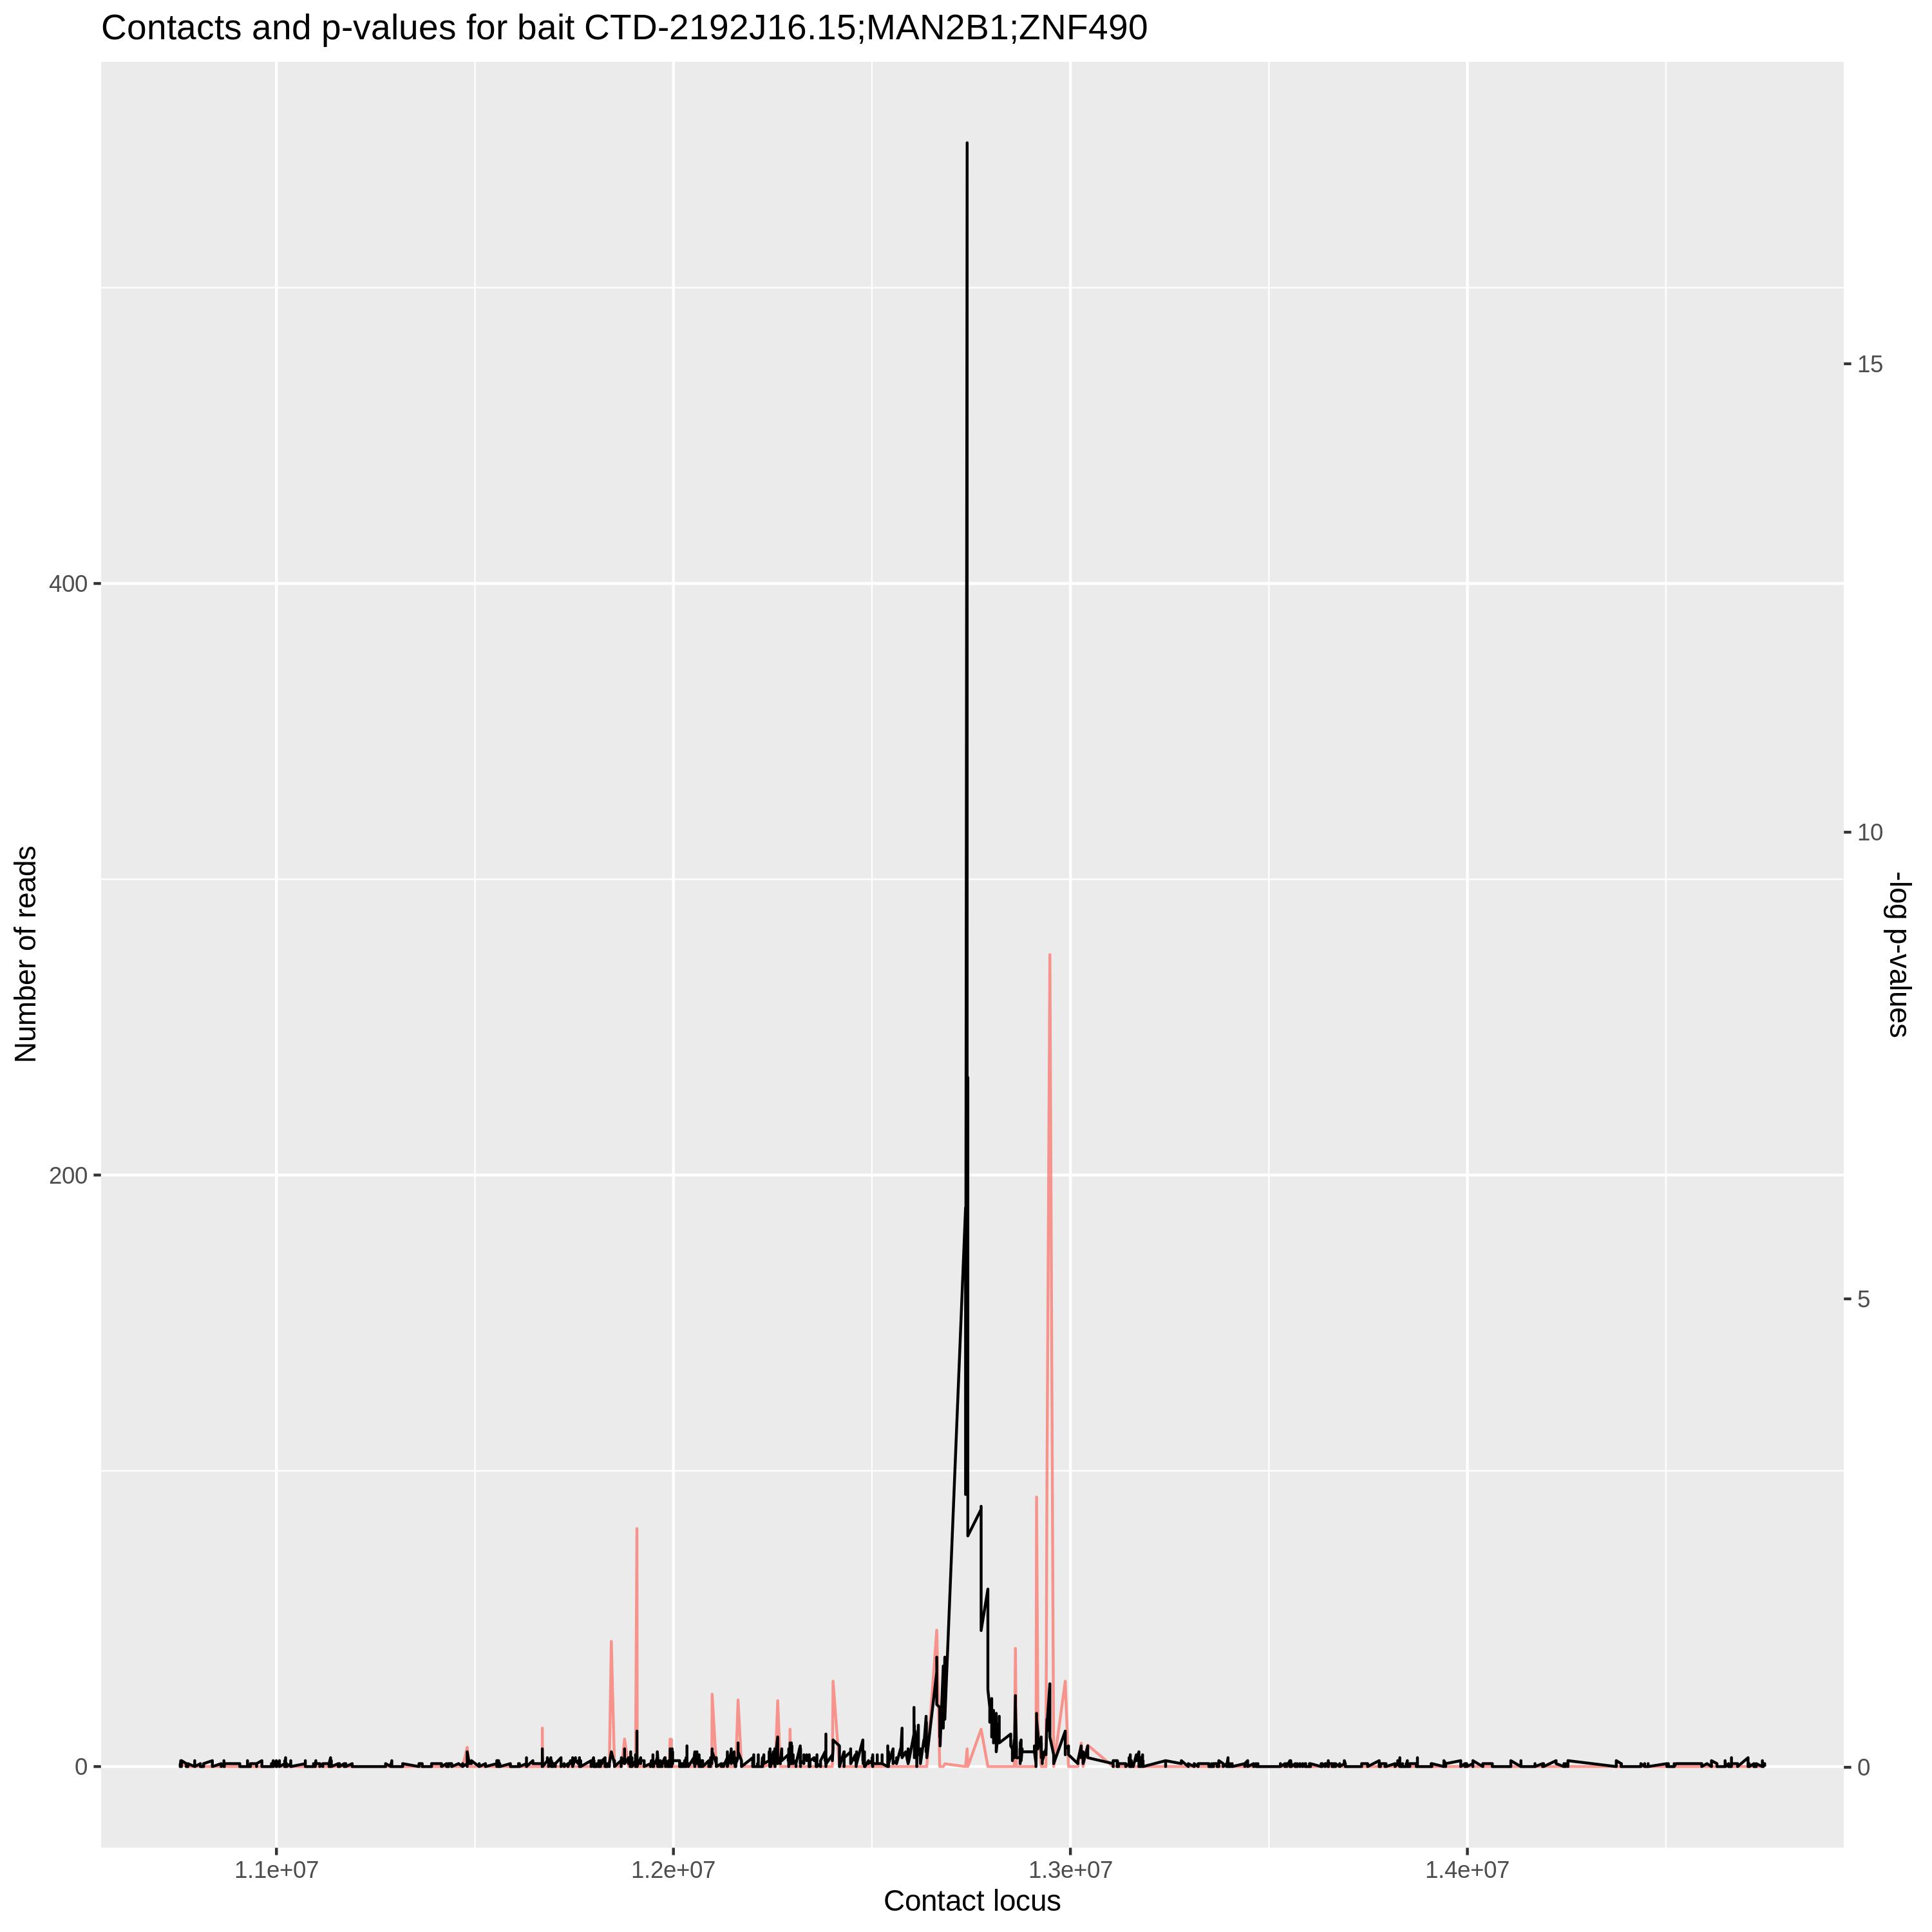 Contacts and p-values for bait CTD-2192J16.15;MAN2B1;ZNF490
Number of reads
400
200
0
15
10
5
0
-log p-values
1.1e+07
1.2e+07
1.3e+07
1.4e+07
Contact locus